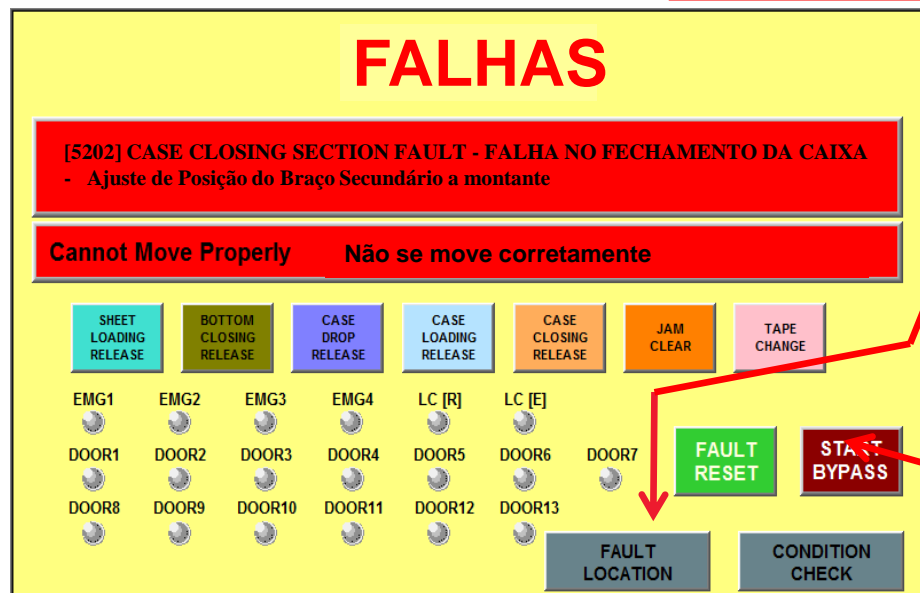 FALHAS
[5202] CASE CLOSING SECTION FAULT - FALHA NO FECHAMENTO DA CAIXA
- Ajuste de Posição do Braço Secundário a montante
Cannot Move Properly Não se move corretamente
SHEET
LOADING
RELEASE
BOTTOM
CLOSING
RELEASE
CASE
DROP
RELEASE
CASE
LOADING
RELEASE
CASE
CLOSING
RELEASE
JAM
CLEAR
TAPE
CHANGE
EMG1 EMG2 EMG3 EMG4 LC [R] LC [E]
DOOR1 DOOR2 DOOR3 DOOR4 DOOR5 DOOR6 DOOR7
FAULT
RESET
START
BYPASS
DOOR8 DOOR9 DOOR10 DOOR11 DOOR12 DOOR13
FAULT
LOCATION
CONDITION
CHECK